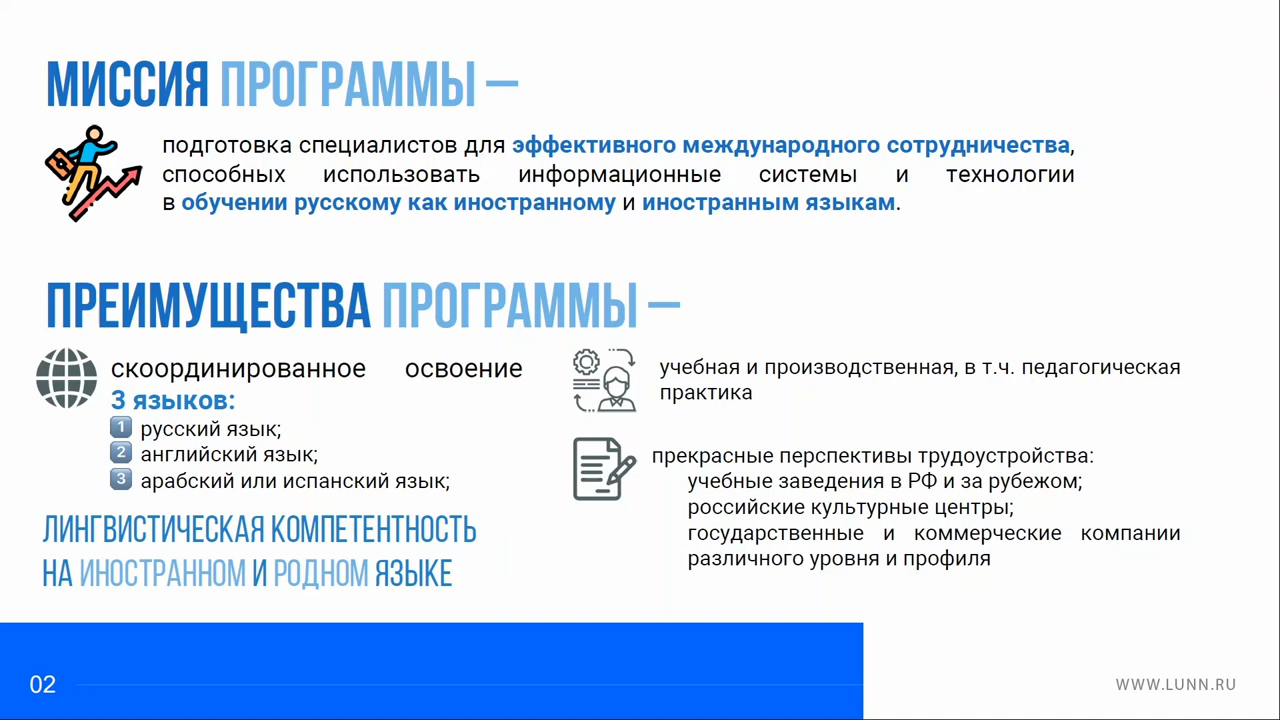 МИССИЯ ПРОГРАММЫ –
подготовка специалистов для эффективного международного сотрудничества,
способных использовать информационные системы и технологии
в обучении русскому как иностранному и иностранным языкам.
ПРЕИМУЩЕСТВА ПРОГРАММЫ –
скоординированное освоение
3 языков:
1 русский язык;
2 английский язык;
3 арабский или испанский язык;
ЛИНГВИСТИЧЕСКАЯ КОМПЕТЕНТНОСТЬ
НА ИНОСТРАННОМ И РОДНОМ ЯЗЫКЕ
учебная и производственная, в т.ч. педагогическая
практика
прекрасные перспективы трудоустройства:
учебные заведения в РФ и за рубежом;
российские культурные центры;
государственные и коммерческие компании
различного уровня и профиля
02
WWW.LUNN.RU